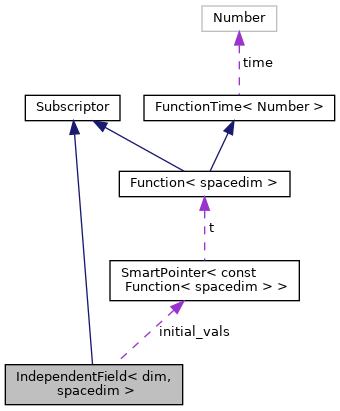 Number
time
Subscriptor
FunctionTime< Number >
Function< spacedim >
t
SmartPointer< const
Function< spacedim > >
initial_vals
IndependentField< dim,
spacedim >